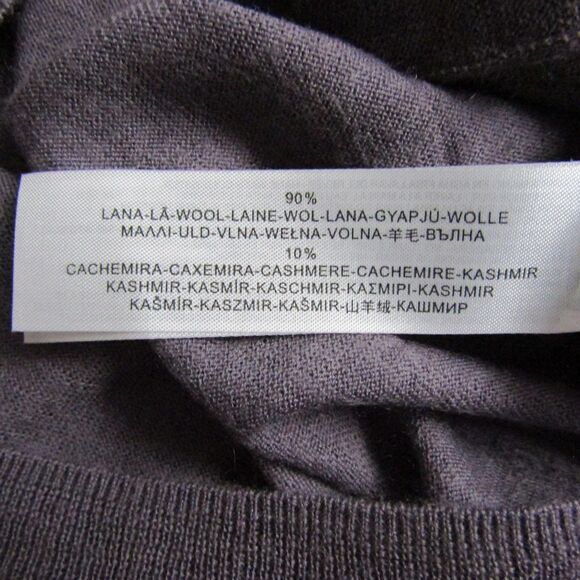 90%
LANA-LÃ-WOOL-LAINE-WOL-LANA-GYAPJÚ-WOLLE
ΜΑΛΛΙ-ULD-VLNA-WEŁNA-VOLNA-羊毛-ВЪЛНА
10%
CACHEMIRA-CAXEMIRA-CASHMERE-CACHEMIRE-KASHMIR
KASHMIR-KASMÍR-KASCHMIR-ΚΑΣΜΙΡΙ-KASHMIR
KAŠMÍR-KASZMIR-KAŠMIR-山羊绒-КАШМИР